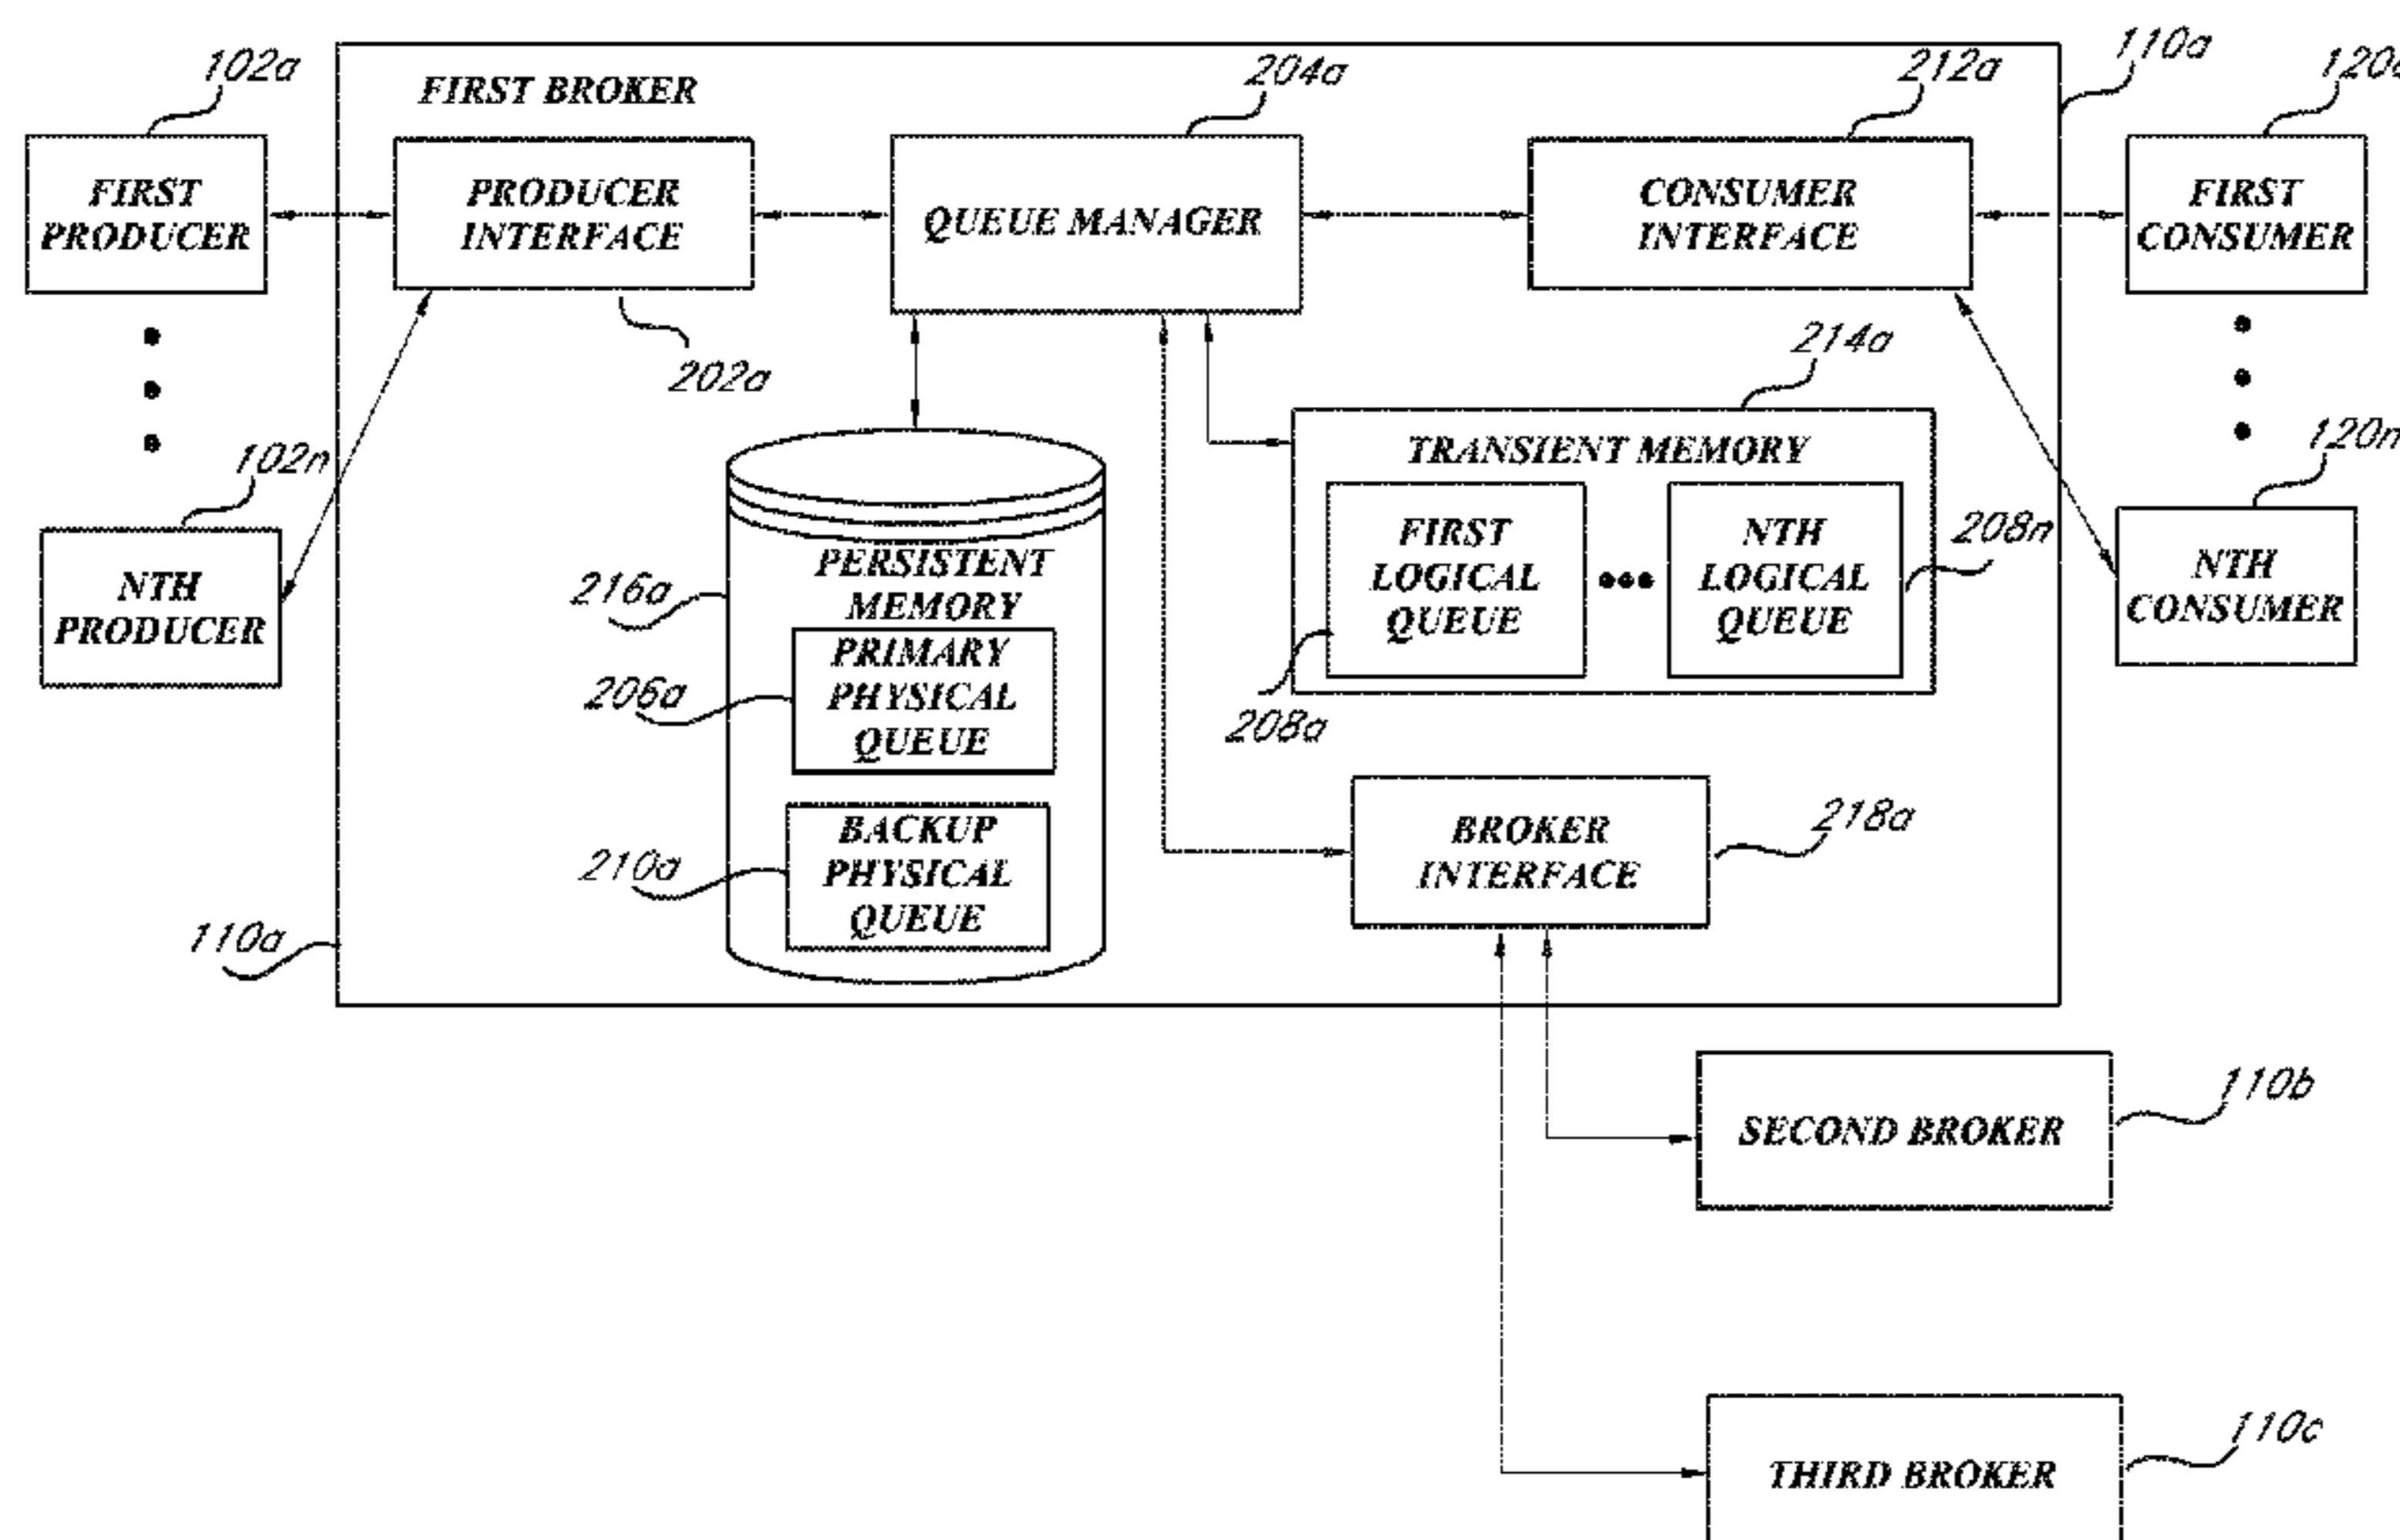 102a
FIRST BROKER
204a
212a
110a
120a
FIRST
PRODUCER
PRODUCER
INTERFACE
QUEUE MANAGER
CONSUMER
INTERFACE
FIRST
CONSUMER
202a
214a
102n
120n
TRANSIENT MEMORY
FIRST
LOGICAL
QUEUE
NTH
LOGICAL
QUEUE
208n
208a
NTH
PRODUCER
NTH
CONSUMER
216a
PERSISTENT
MEMORY
206a
PRIMARY
PHYSICAL
QUEUE
210a
BACKUP
PHYSICAL
QUEUE
BROKER
INTERFACE
218a
110a
SECOND BROKER
110b
THIRD BROKER
110c